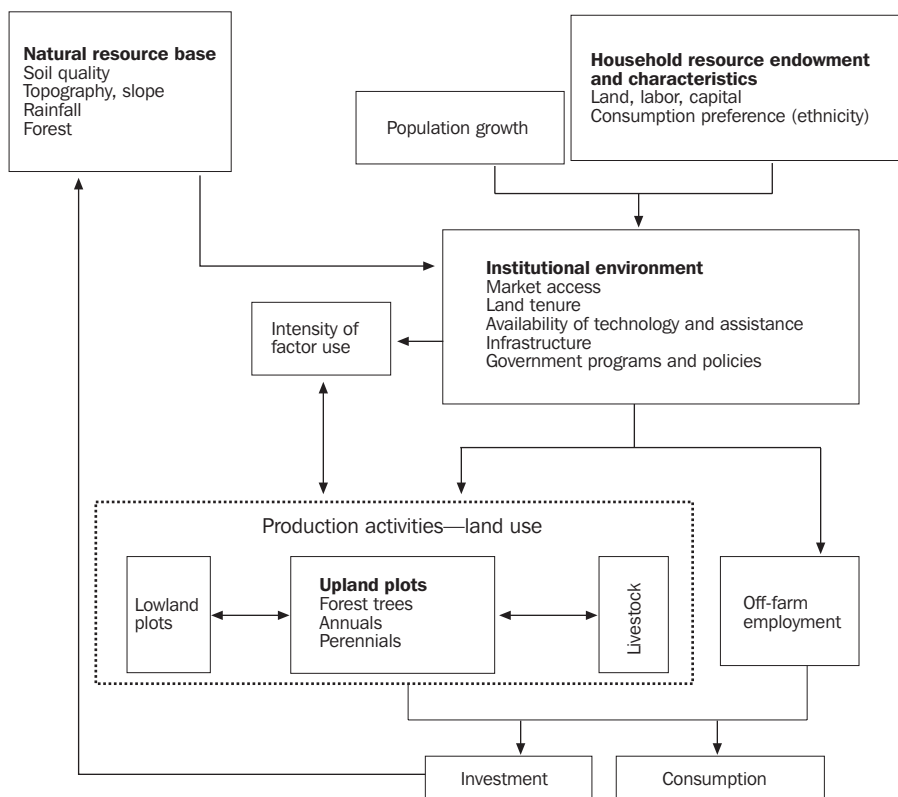 Natural resource base
Soil quality
Topography, slope
Rainfall
Forest
Household resource endowment
and characteristics
Land, labor, capital
Consumption preference (ethnicity)
Population growth
Institutional environment
Market access
Land tenure
Availability of technology and assistance
Infrastructure
Government programs and policies
Intensity of
factor use
Production activities—land use
Lowland
plots
Upland plots
Forest trees
Annuals
Perennials
Livestock
Off-farm
employment
Investment
Consumption